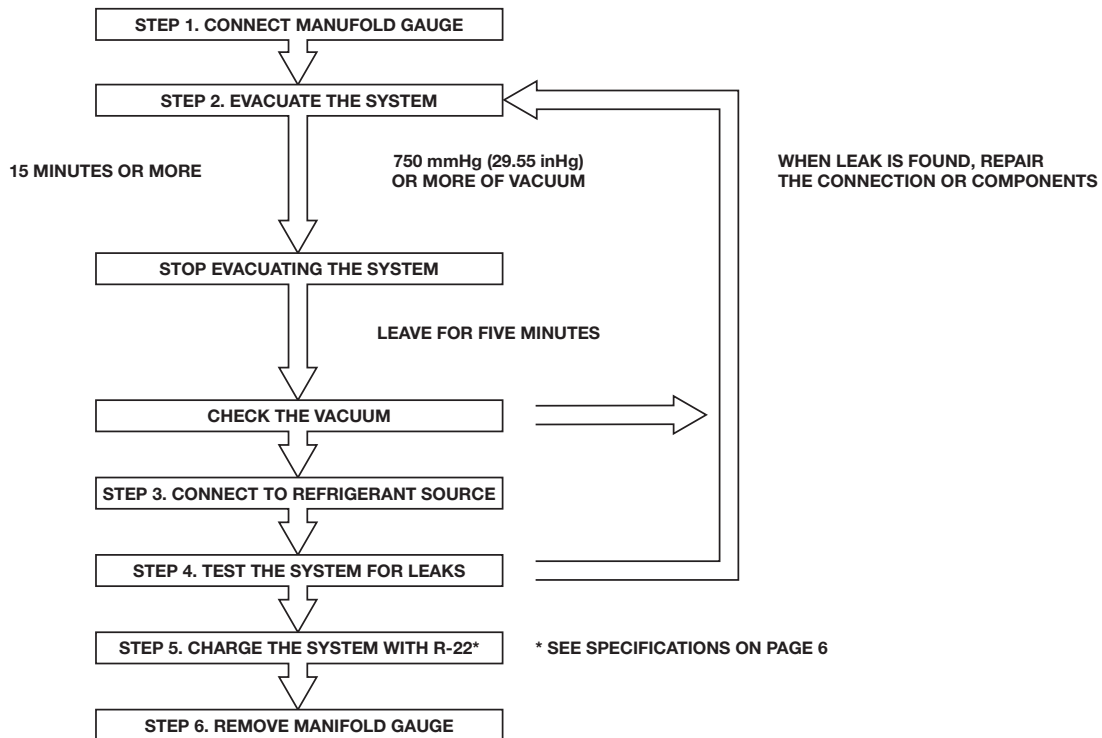 STEP 1. CONNECT MANUFOLD GAUGE
STEP 2. EVACUATE THE SYSTEM
15 MINUTES OR MORE
750 mmHg (29.55 inHg)
OR MORE OF VACUUM
WHEN LEAK IS FOUND, REPAIR
THE CONNECTION OR COMPONENTS
STOP EVACUATING THE SYSTEM
LEAVE FOR FIVE MINUTES
CHECK THE VACUUM
STEP 3. CONNECT TO REFRIGERANT SOURCE
STEP 4. TEST THE SYSTEM FOR LEAKS
STEP 5. CHARGE THE SYSTEM WITH R-22*
* SEE SPECIFICATIONS ON PAGE 6
STEP 6. REMOVE MANIFOLD GAUGE